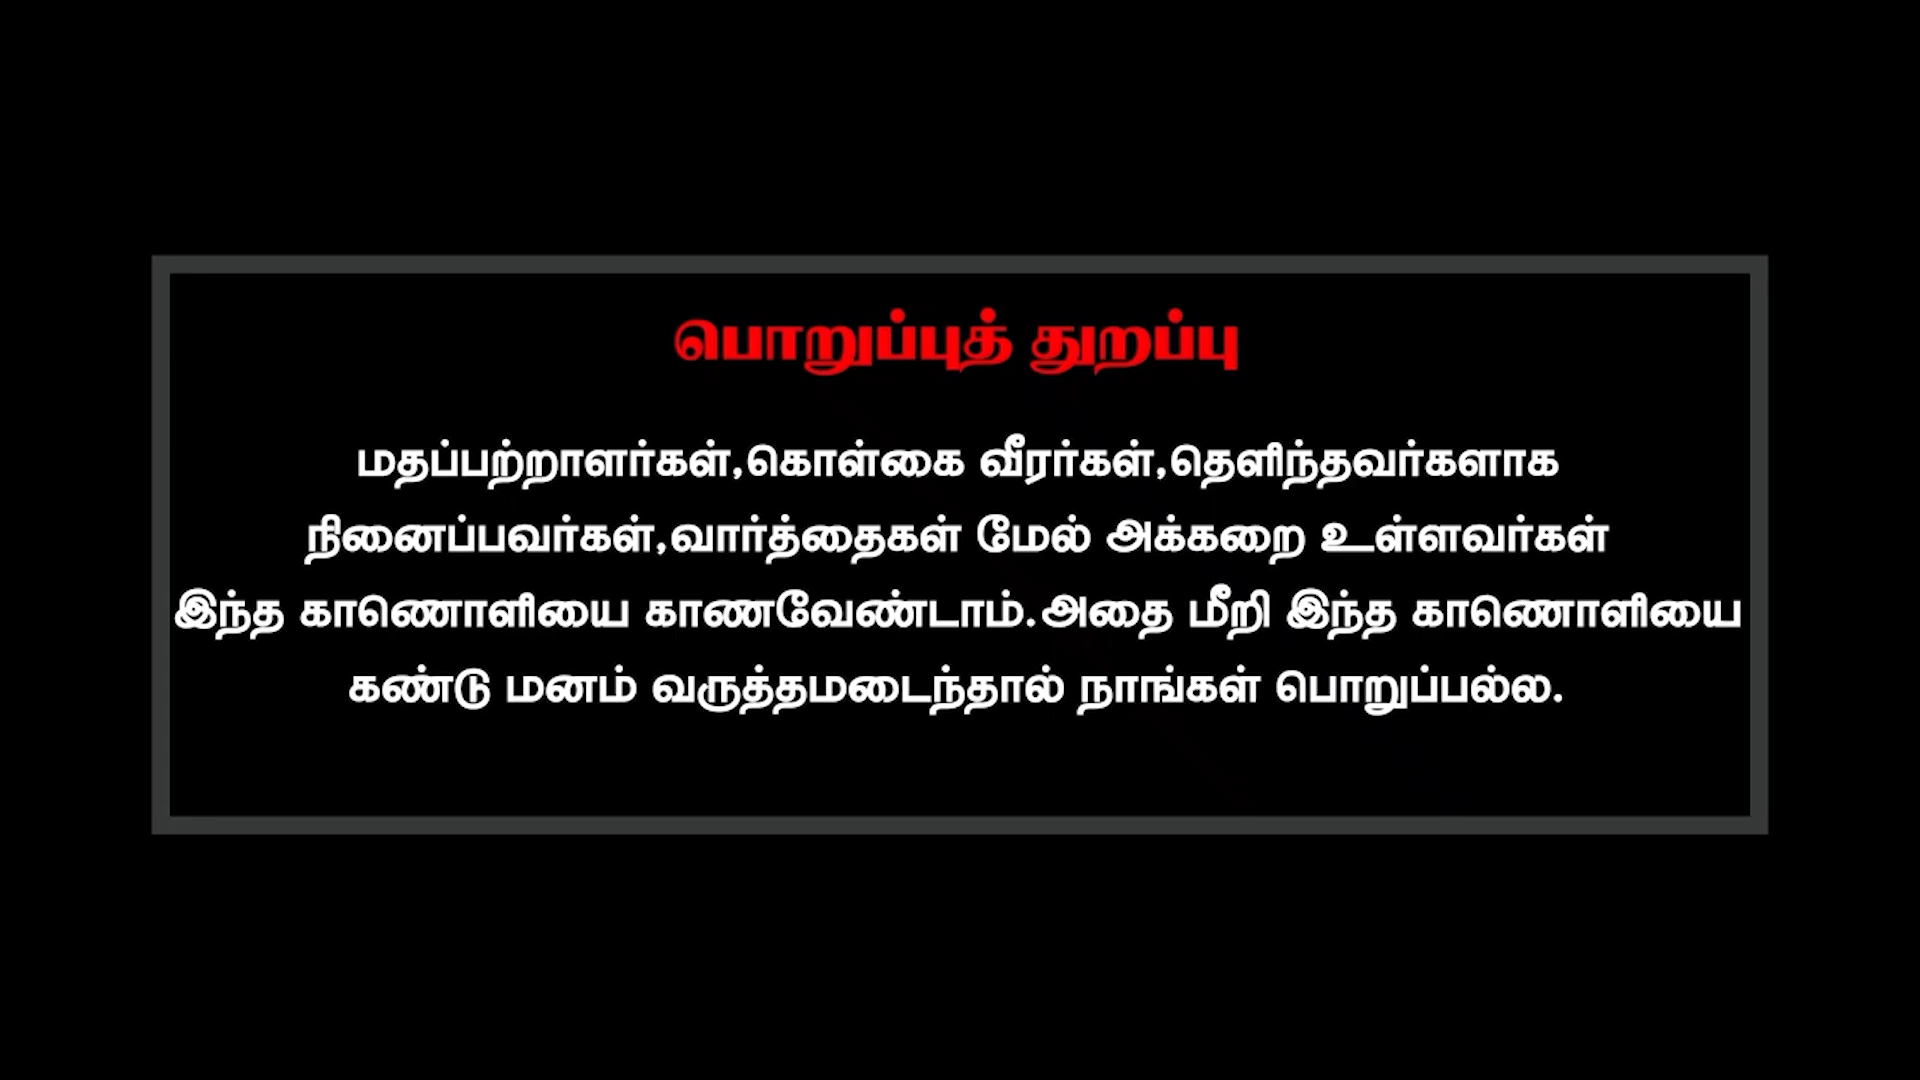 பொறுப்புத் துறப்பு
மதப்பற்றாளர்கள்,கொள்கை வீரர்கள்,தெளிந்தவர்களாக
நினைப்பவர்கள்,வார்த்தைகள் மேல் அக்கறை உள்ளவர்கள்
இந்த காணொளியை காணவேண்டாம்.அதை மீறி இந்த காணொளியை
கண்டு மனம் வருத்தமடைந்தால் நாங்கள் பொறுப்பல்ல.